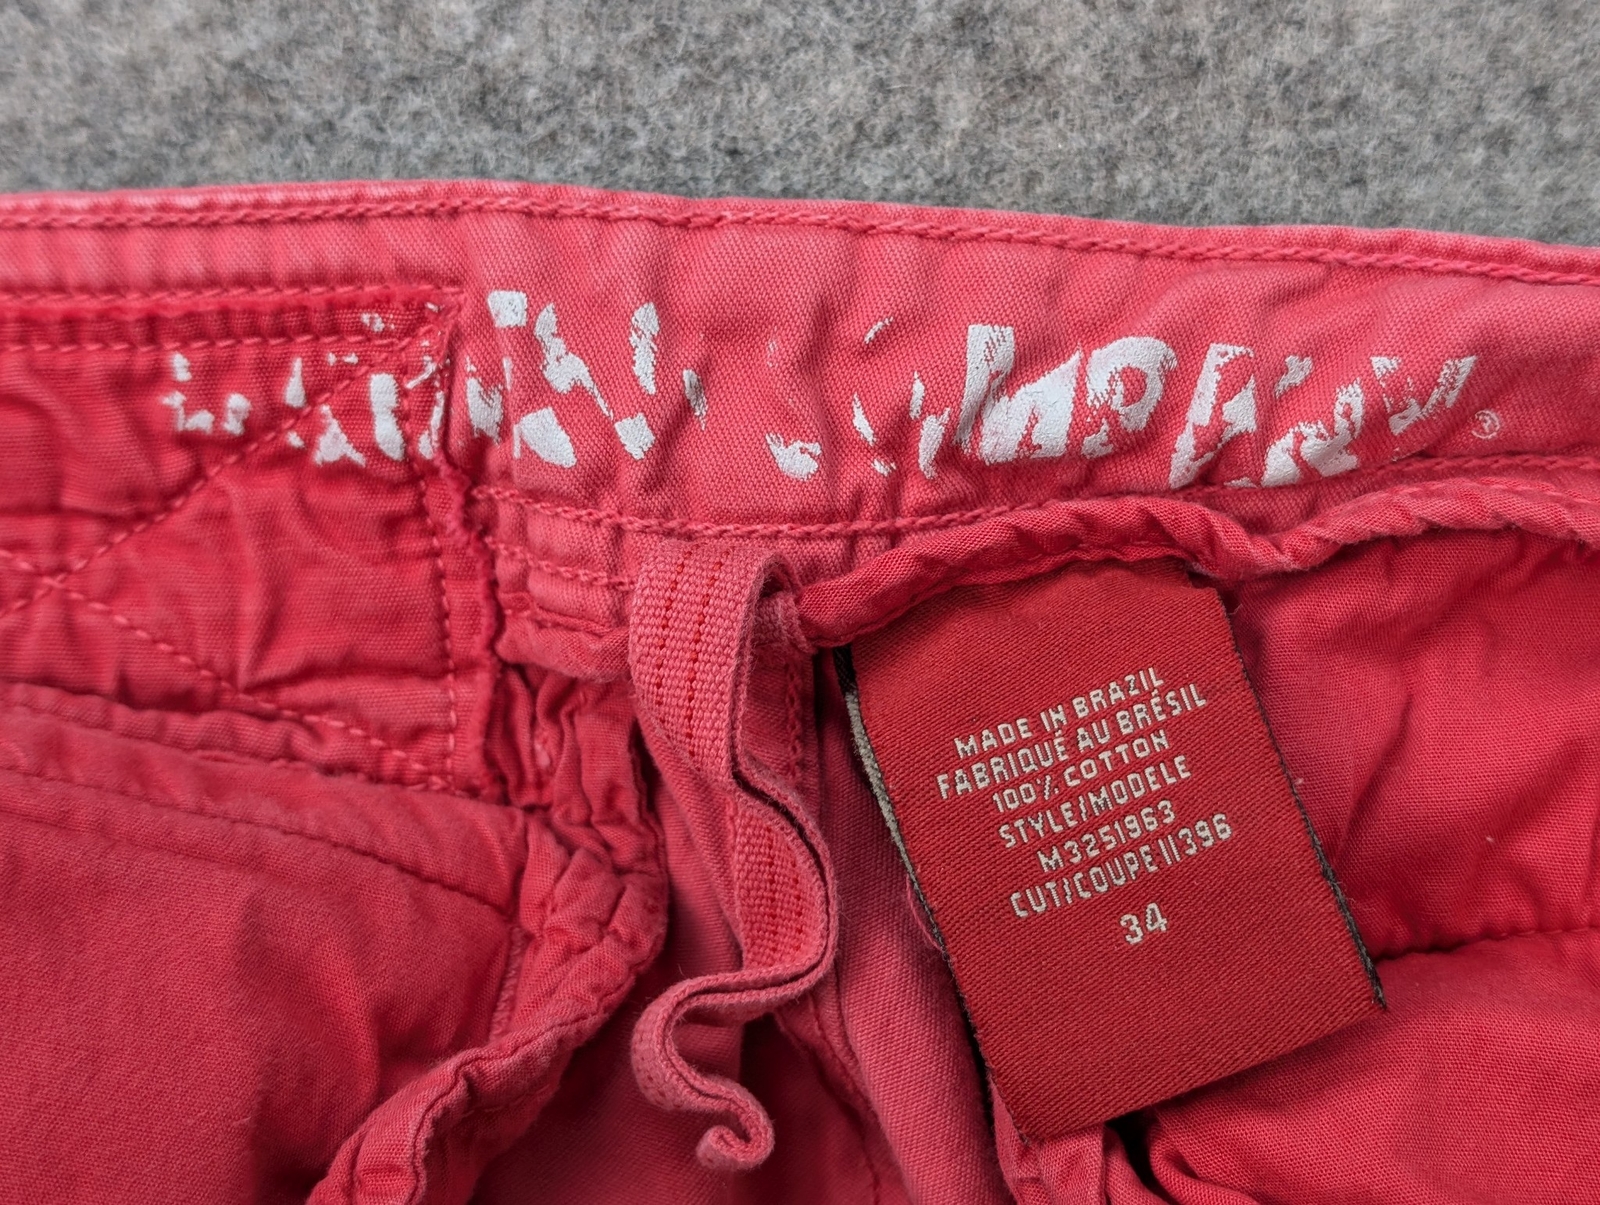 ®
MADE IN BRAZIL
FABRIQUÉ AU BRÉSIL
100% COTTON
STYLE/MODELE
M3251963
CUT/COUPE 11396
34